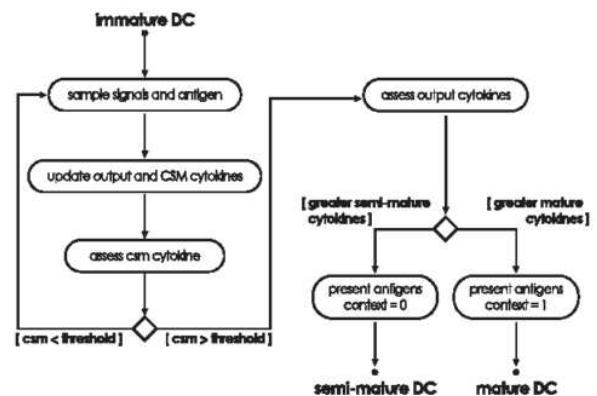 immature DC
sample signals and antigen
update output and CSM cytokines
assess csm cytokine
[ csm < threshold ]
[ csm > threshold ]
assess output cytokines
[ greater semi-mature
cytokines ]
[ greater mature
cytokines ]
present antigens
context = 0
present antigens
context = 1
semi-mature DC
mature DC